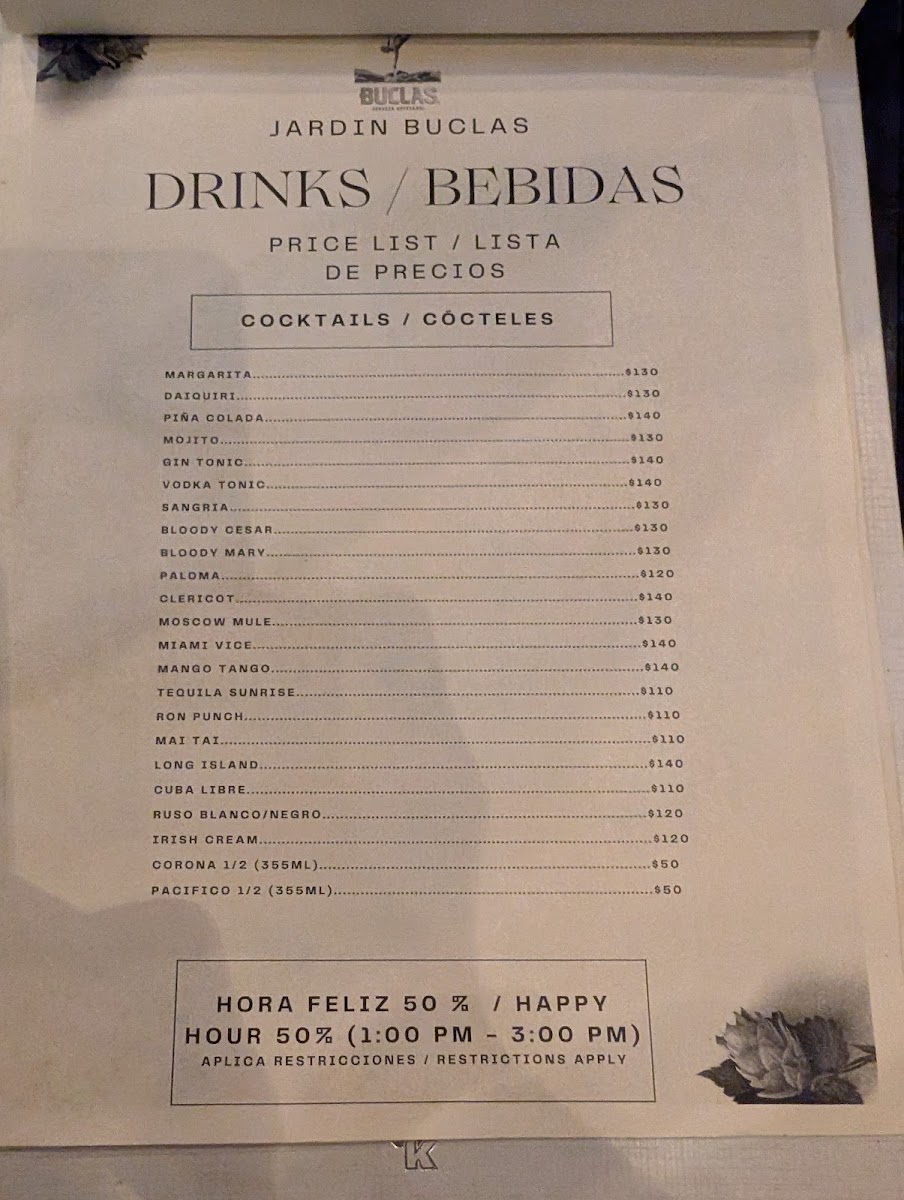 BUCLAS
JARDIN BUCLAS
DRINKS / BEBIDAS
PRICE LIST / LISTA
DE PRECIOS
COCKTAILS / CÓCTELES
MARGARITA....................$130
DAIQUIRI....................$130
PIÑA COLADA....................$140
MOJITO....................$130
GIN TONIC....................$140
VODKA TONIC....................$140
SANGRIA....................$130
BLOODY CESAR....................$130
BLOODY MARY....................$130
PALOMA....................$120
CLERICOT....................$140
MOSCOW MULE....................$130
MIAMI VICE....................$140
MANGO TANGO....................$140
TEQUILA SUNRISE....................$110
RON PUNCH....................$110
MAI TAI....................$110
LONG ISLAND....................$140
CUBA LIBRE....................$110
RUSO BLANCO/NEGRO....................$120
IRISH CREAM....................$120
CORONA 1/2 (355ML)....................$50
PACIFICO 1/2 (355ML)....................$50
HORA FELIZ 50 % / HAPPY
HOUR 50% (1:00 PM – 3:00 PM)
APLICA RESTRICCIONES / RESTRICTIONS APPLY
K